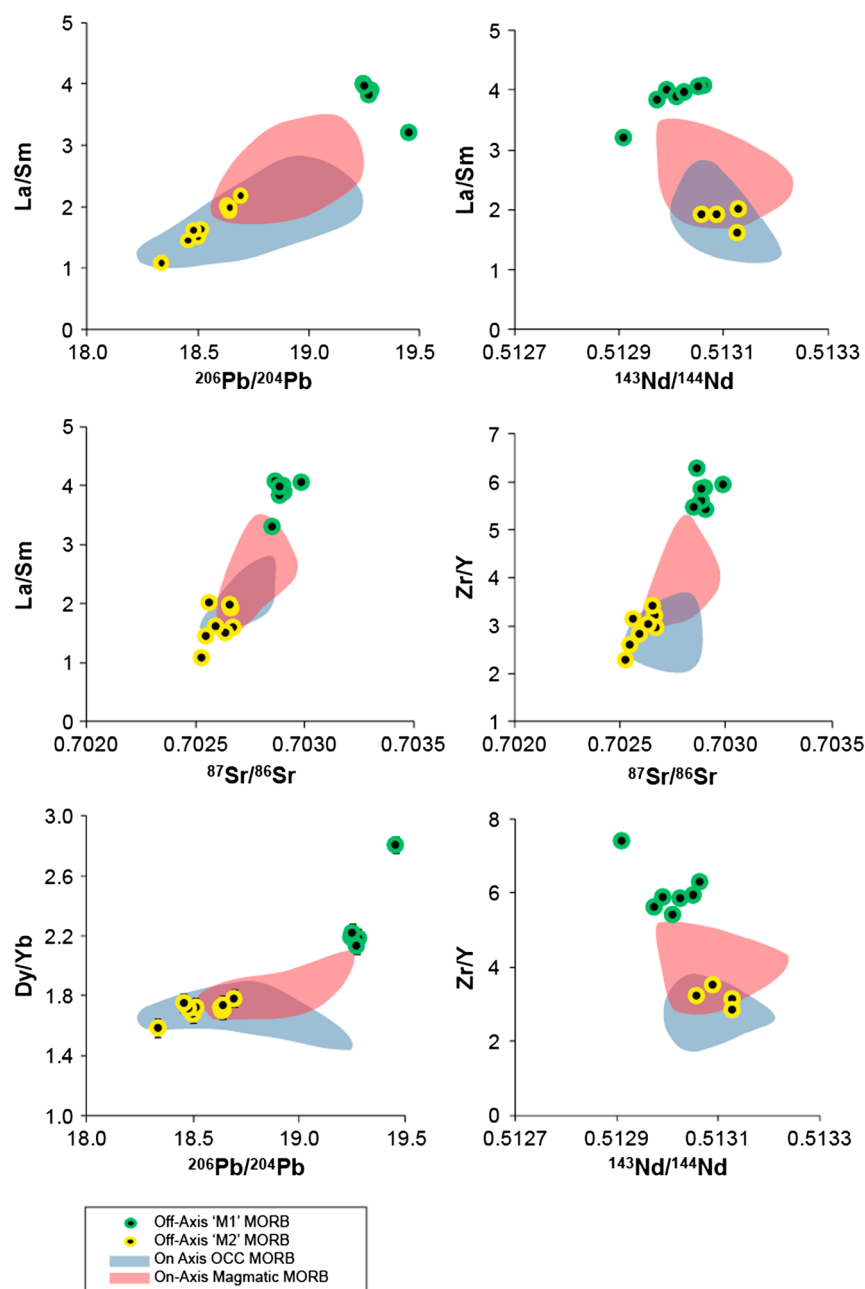 5
4
3
2
1
0
La/Sm
18.0 18.5 19.0 19.5
²⁰⁶Pb/²⁰⁴Pb
5
4
3
2
1
0
La/Sm
0.5127 0.5129 0.5131 0.5133
¹⁴³Nd/¹⁴⁴Nd
5
4
3
2
1
0
La/Sm
0.7020 0.7025 0.7030 0.7035
⁸⁷Sr/⁸⁶Sr
7
6
5
4
3
2
1
Zr/Y
0.7020 0.7025 0.7030 0.7035
⁸⁷Sr/⁸⁶Sr
3.0
2.6
2.2
1.8
1.4
1.0
Dy/Yb
18.0 18.5 19.0 19.5
²⁰⁶Pb/²⁰⁴Pb
8
6
4
2
0
Zr/Y
0.5127 0.5129 0.5131 0.5133
¹⁴³Nd/¹⁴⁴Nd
Off-Axis ‘M1’ MORB
Off-Axis ‘M2’ MORB
On Axis OCC MORB
On-Axis Magmatic MORB